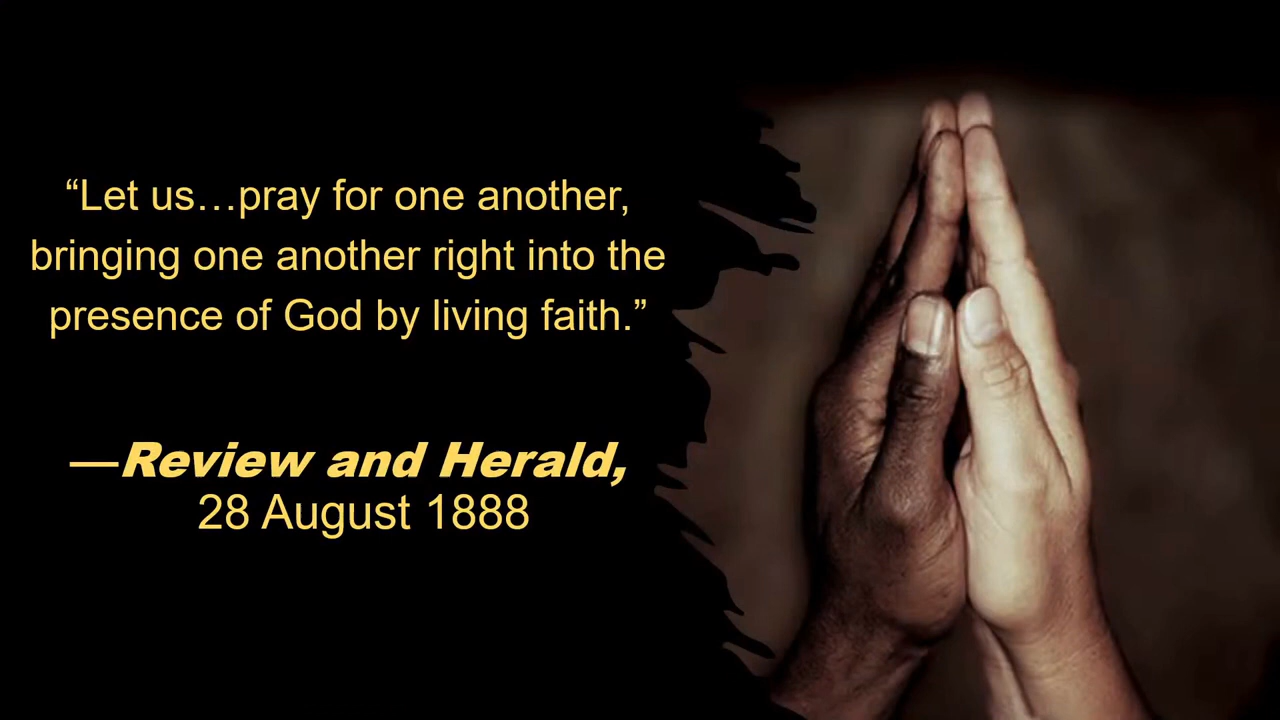 “Let us…pray for one another,
bringing one another right into the
presence of God by living faith.”
—Review and Herald,
28 August 1888